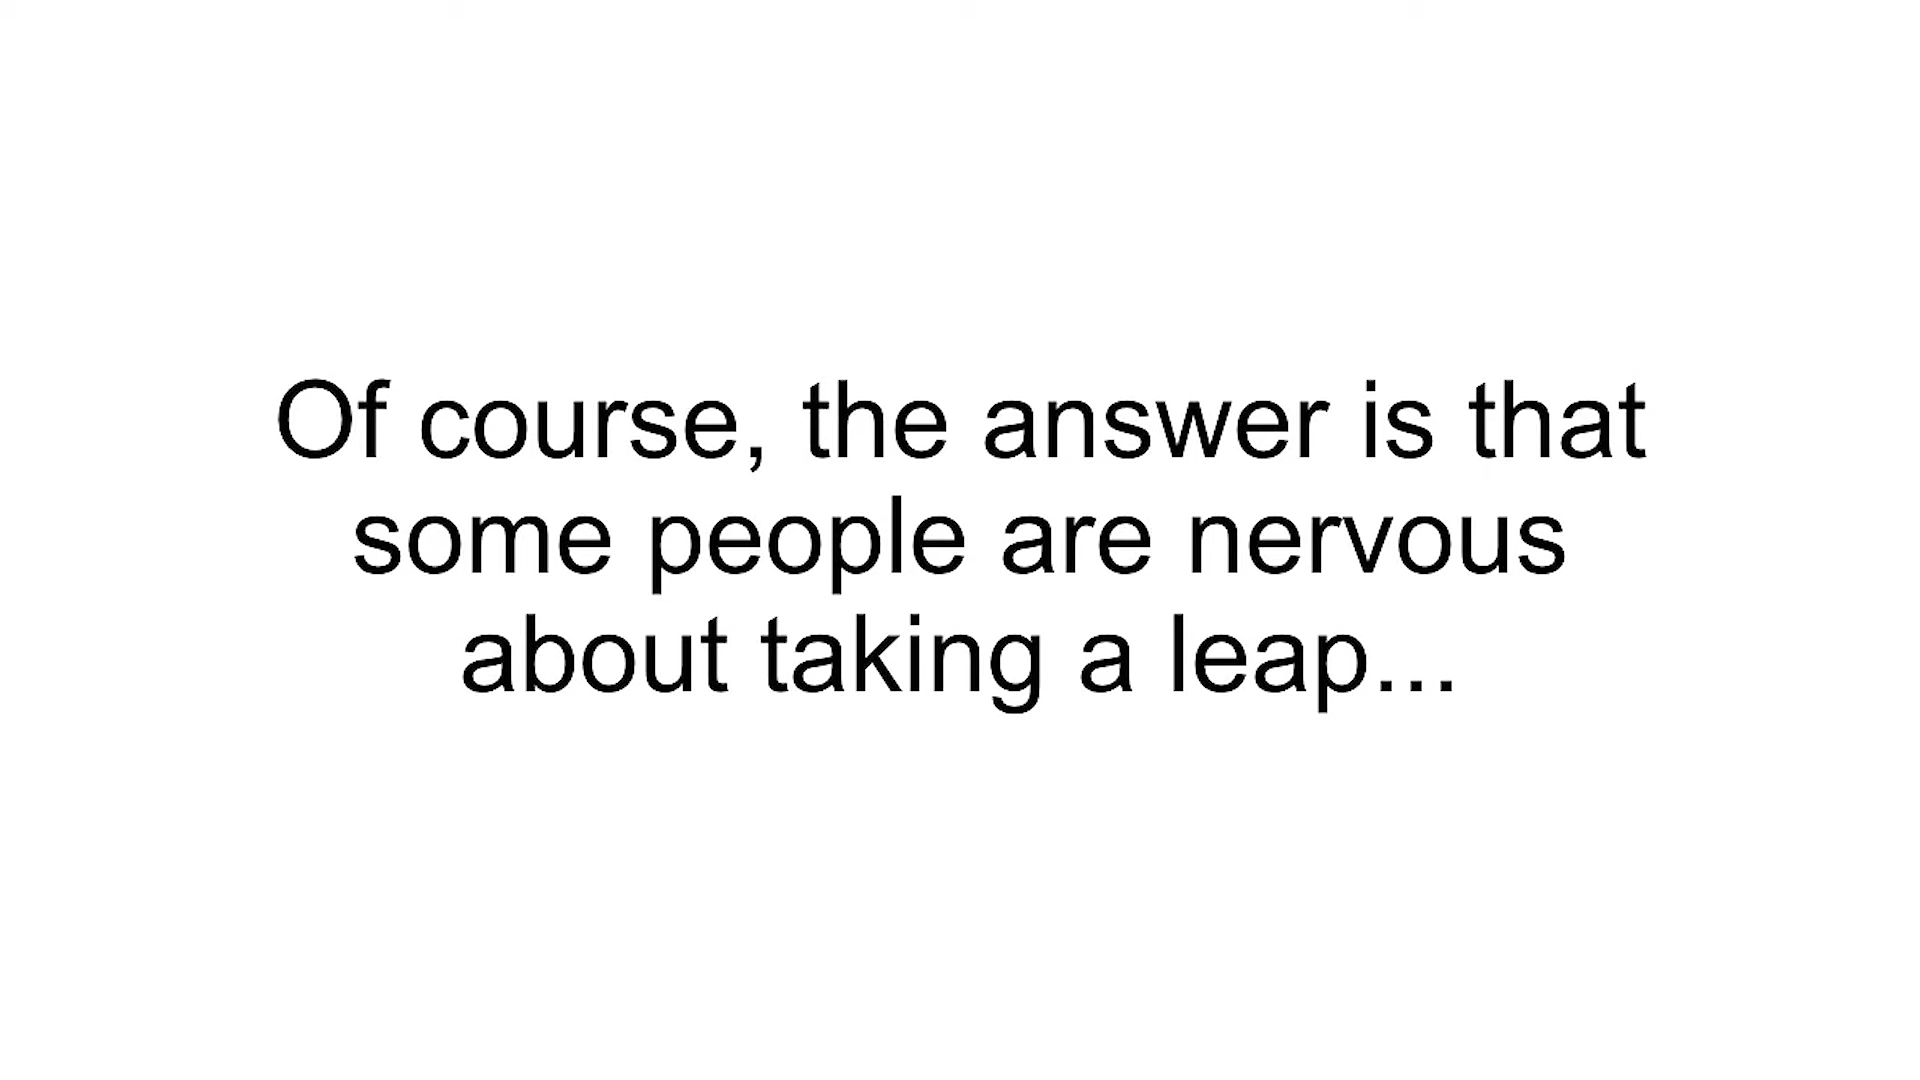 Of course, the answer is that
some people are nervous
about taking a leap...